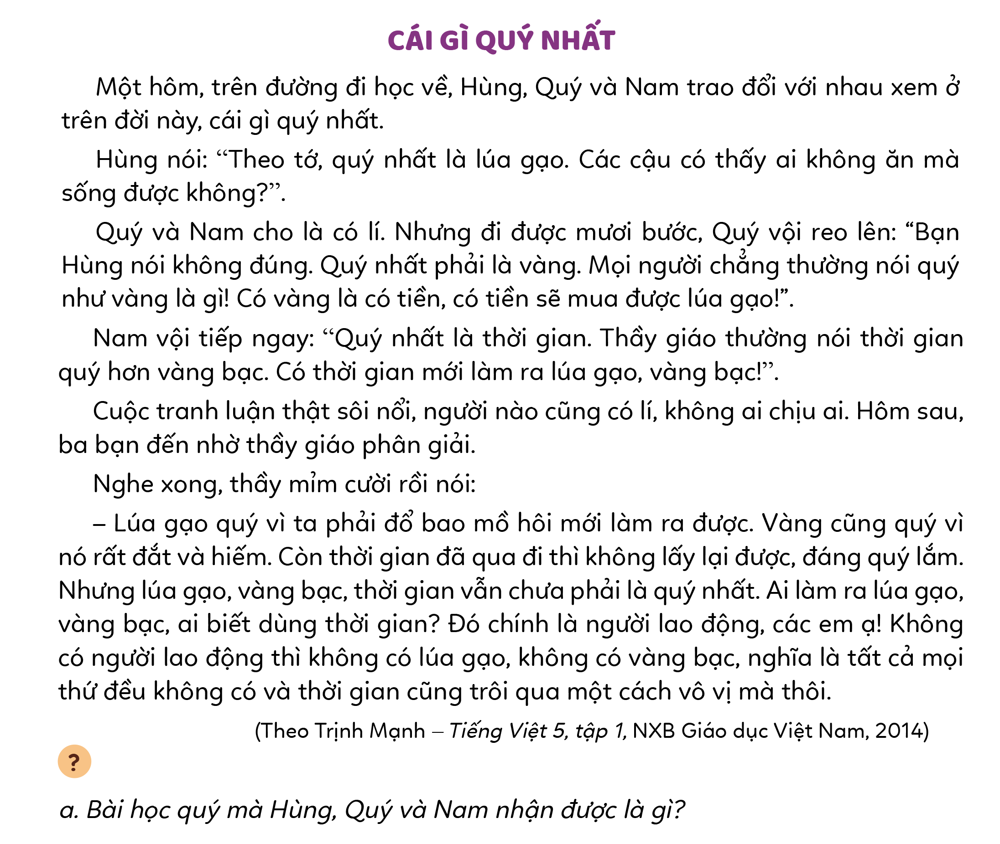 CÁI GÌ QUÝ NHẤT
Một hôm, trên đường đi học về, Hùng, Quý và Nam trao đổi với nhau xem ở
trên đời này, cái gì quý nhất.
Hùng nói: “Theo tớ, quý nhất là lúa gạo. Các cậu có thấy ai không ăn mà
sống được không?”.
Quý và Nam cho là có lí. Nhưng đi được mươi bước, Quý vội reo lên: “Bạn
Hùng nói không đúng. Quý nhất phải là vàng. Mọi người chẳng thường nói quý
như vàng là gì! Có vàng là có tiền, có tiền sẽ mua được lúa gạo!”.
Nam vội tiếp ngay: “Quý nhất là thời gian. Thầy giáo thường nói thời gian
quý hơn vàng bạc. Có thời gian mới làm ra lúa gạo, vàng bạc!”.
Cuộc tranh luận thật sôi nổi, người nào cũng có lí, không ai chịu ai. Hôm sau,
ba bạn đến nhờ thầy giáo phân giải.
Nghe xong, thầy mỉm cười rồi nói:
– Lúa gạo quý vì ta phải đổ bao mồ hôi mới làm ra được. Vàng cũng quý vì
nó rất đắt và hiếm. Còn thời gian đã qua đi thì không lấy lại được, đáng quý lắm.
Nhưng lúa gạo, vàng bạc, thời gian vẫn chưa phải là quý nhất. Ai làm ra lúa gạo,
vàng bạc, ai biết dùng thời gian? Đó chính là người lao động, các em ạ! Không
có người lao động thì không có lúa gạo, không có vàng bạc, nghĩa là tất cả mọi
thứ đều không có và thời gian cũng trôi qua một cách vô vị mà thôi.
(Theo Trịnh Mạnh – Tiếng Việt 5, tập 1, NXB Giáo dục Việt Nam, 2014)
?
a. Bài học quý mà Hùng, Quý và Nam nhận được là gì?